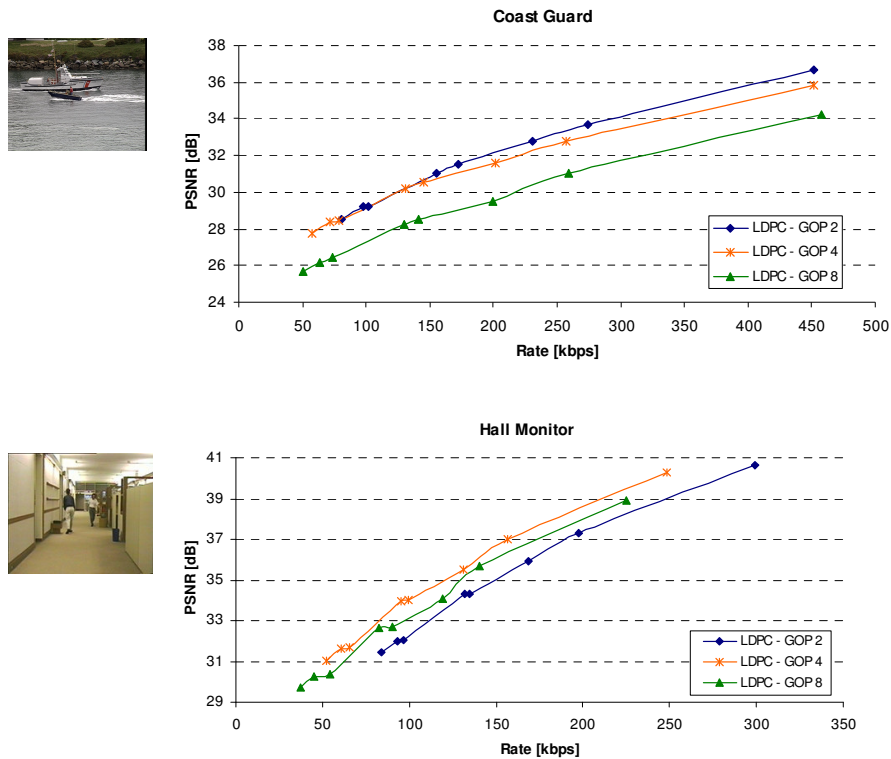 Coast Guard
38
36
34
32
30
28
26
24
PSNR [dB]
LDPC - GOP 2
LDPC - GOP 4
LDPC - GOP 8
0 50 100 150 200 250 300 350 400 450 500
Rate [kbps]
Hall Monitor
41
39
37
35
33
31
29
PSNR [dB]
LDPC - GOP 2
LDPC - GOP 4
LDPC - GOP 8
0 50 100 150 200 250 300 350
Rate [kbps]